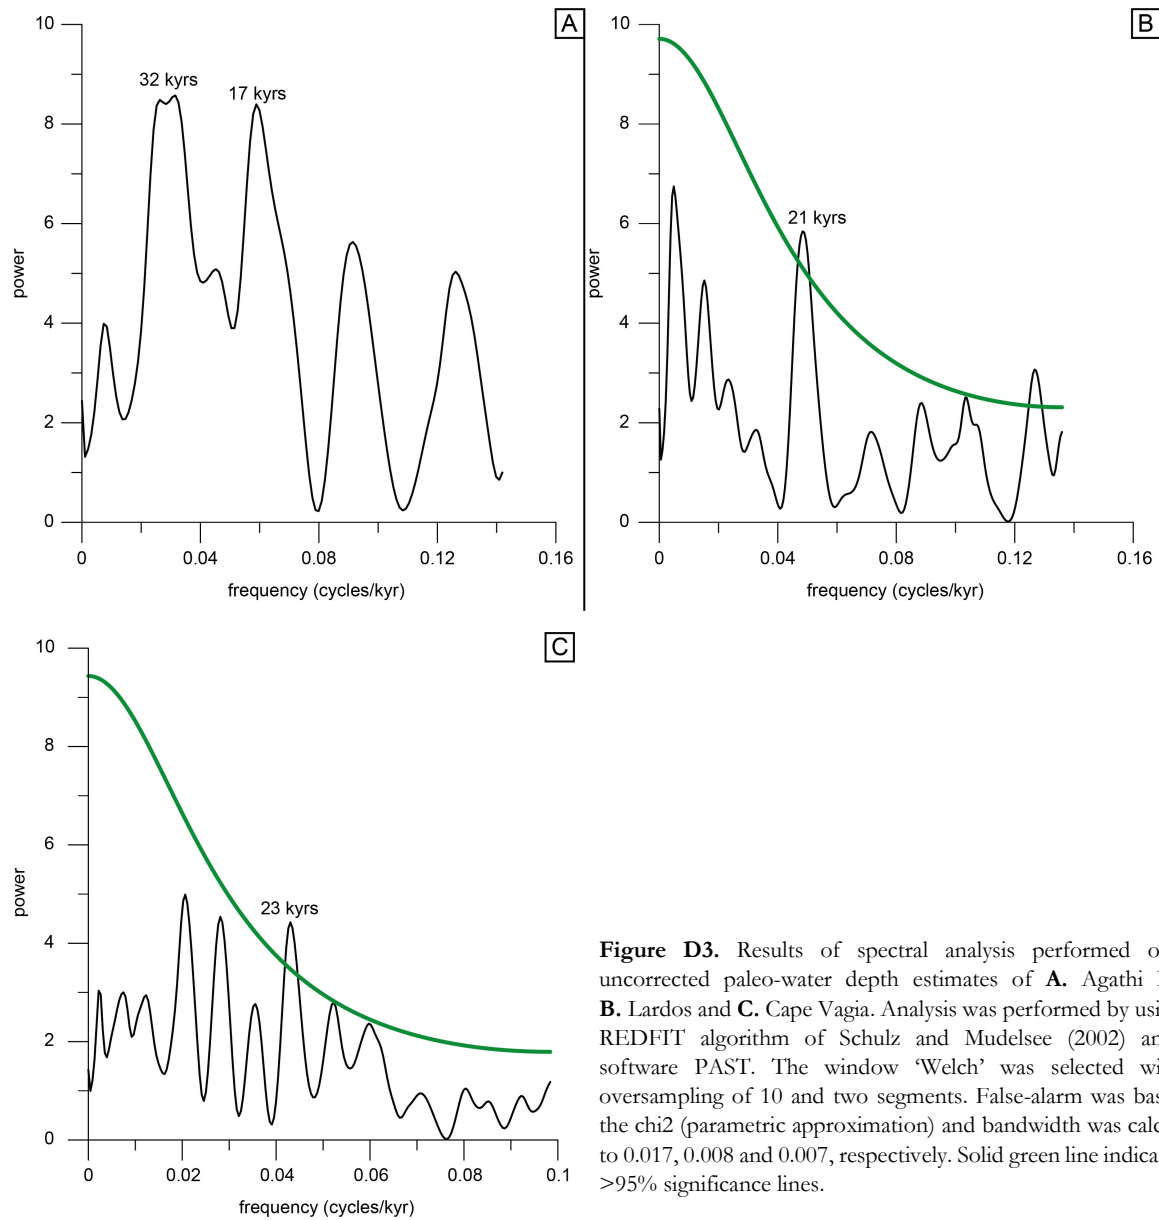 A
10
8
6
4
2
0
power
32 kyrs
17 kyrs
0
0.04
0.08
0.12
0.16
frequency (cycles/kyr)
B
10
8
6
4
2
0
power
21 kyrs
0
0.04
0.08
0.12
0.16
frequency (cycles/kyr)
C
10
8
6
4
2
0
power
23 kyrs
0
0.02
0.04
0.06
0.08
0.1
frequency (cycles/kyr)
Figure D3. Results of spectral analysis performed
uncorrected paleo-water depth estimates of A. Agathi
B. Lardos and C. Cape Vagia. Analysis was performed by
REDFIT algorithm of Schulz and Mudelsee (2002)
software PAST. The window ‘Welch’ was selected
oversampling of 10 and two segments. False-alarm was
the chi2 (parametric approximation) and bandwidth was
to 0.017, 0.008 and 0.007, respectively. Solid green line
>95% significance lines.